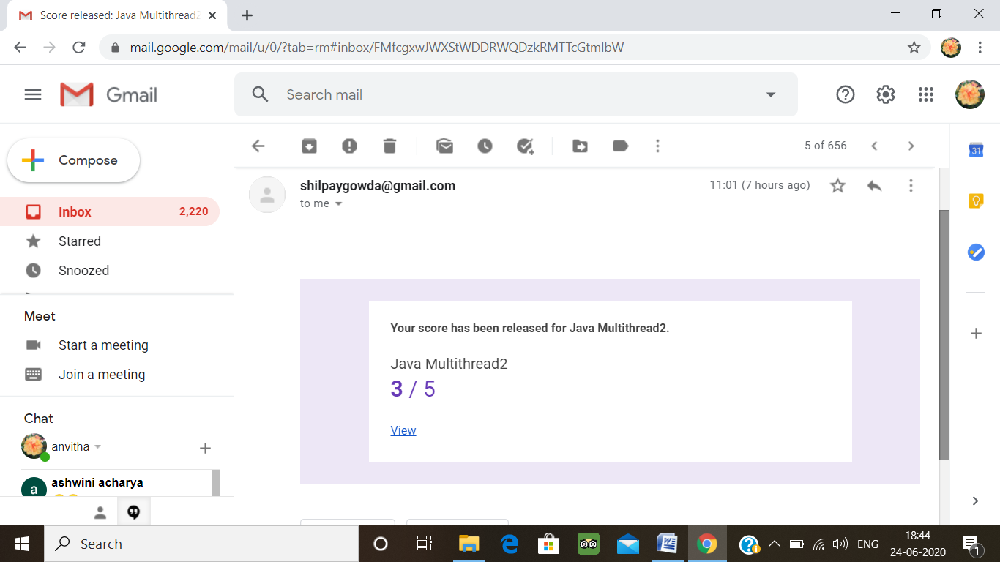 Score released: Java Multithread2
mail.google.com/mail/u/0/?tab=rm#inbox/FMfcgxwJWXStWDDRWQDzkRMTTcGtmlbW
Gmail
Search mail
5 of 656
Compose
shilpaygowda@gmail.com
11:01 (7 hours ago)
to me
Inbox
2,220
Starred
Snoozed
31
Meet
Start a meeting
Join a meeting
Your score has been released for Java Multithread2.
Java Multithread2
3 / 5
View
Chat
anvitha
a
ashwini acharya
Search
ENG
18:44
24-06-2020
1